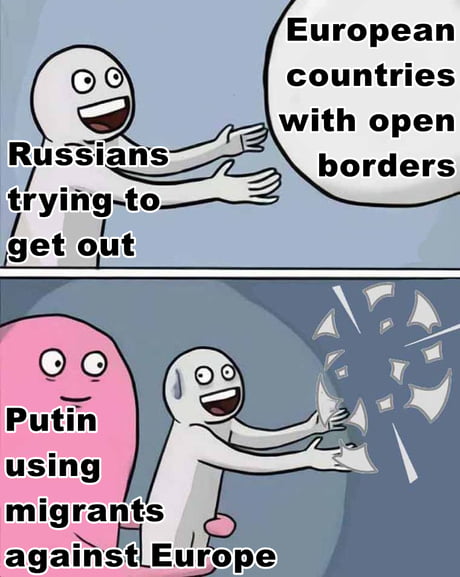 European
countries
with open
borders
Russians
trying to
get out
Putin
using
migrants
against Europe